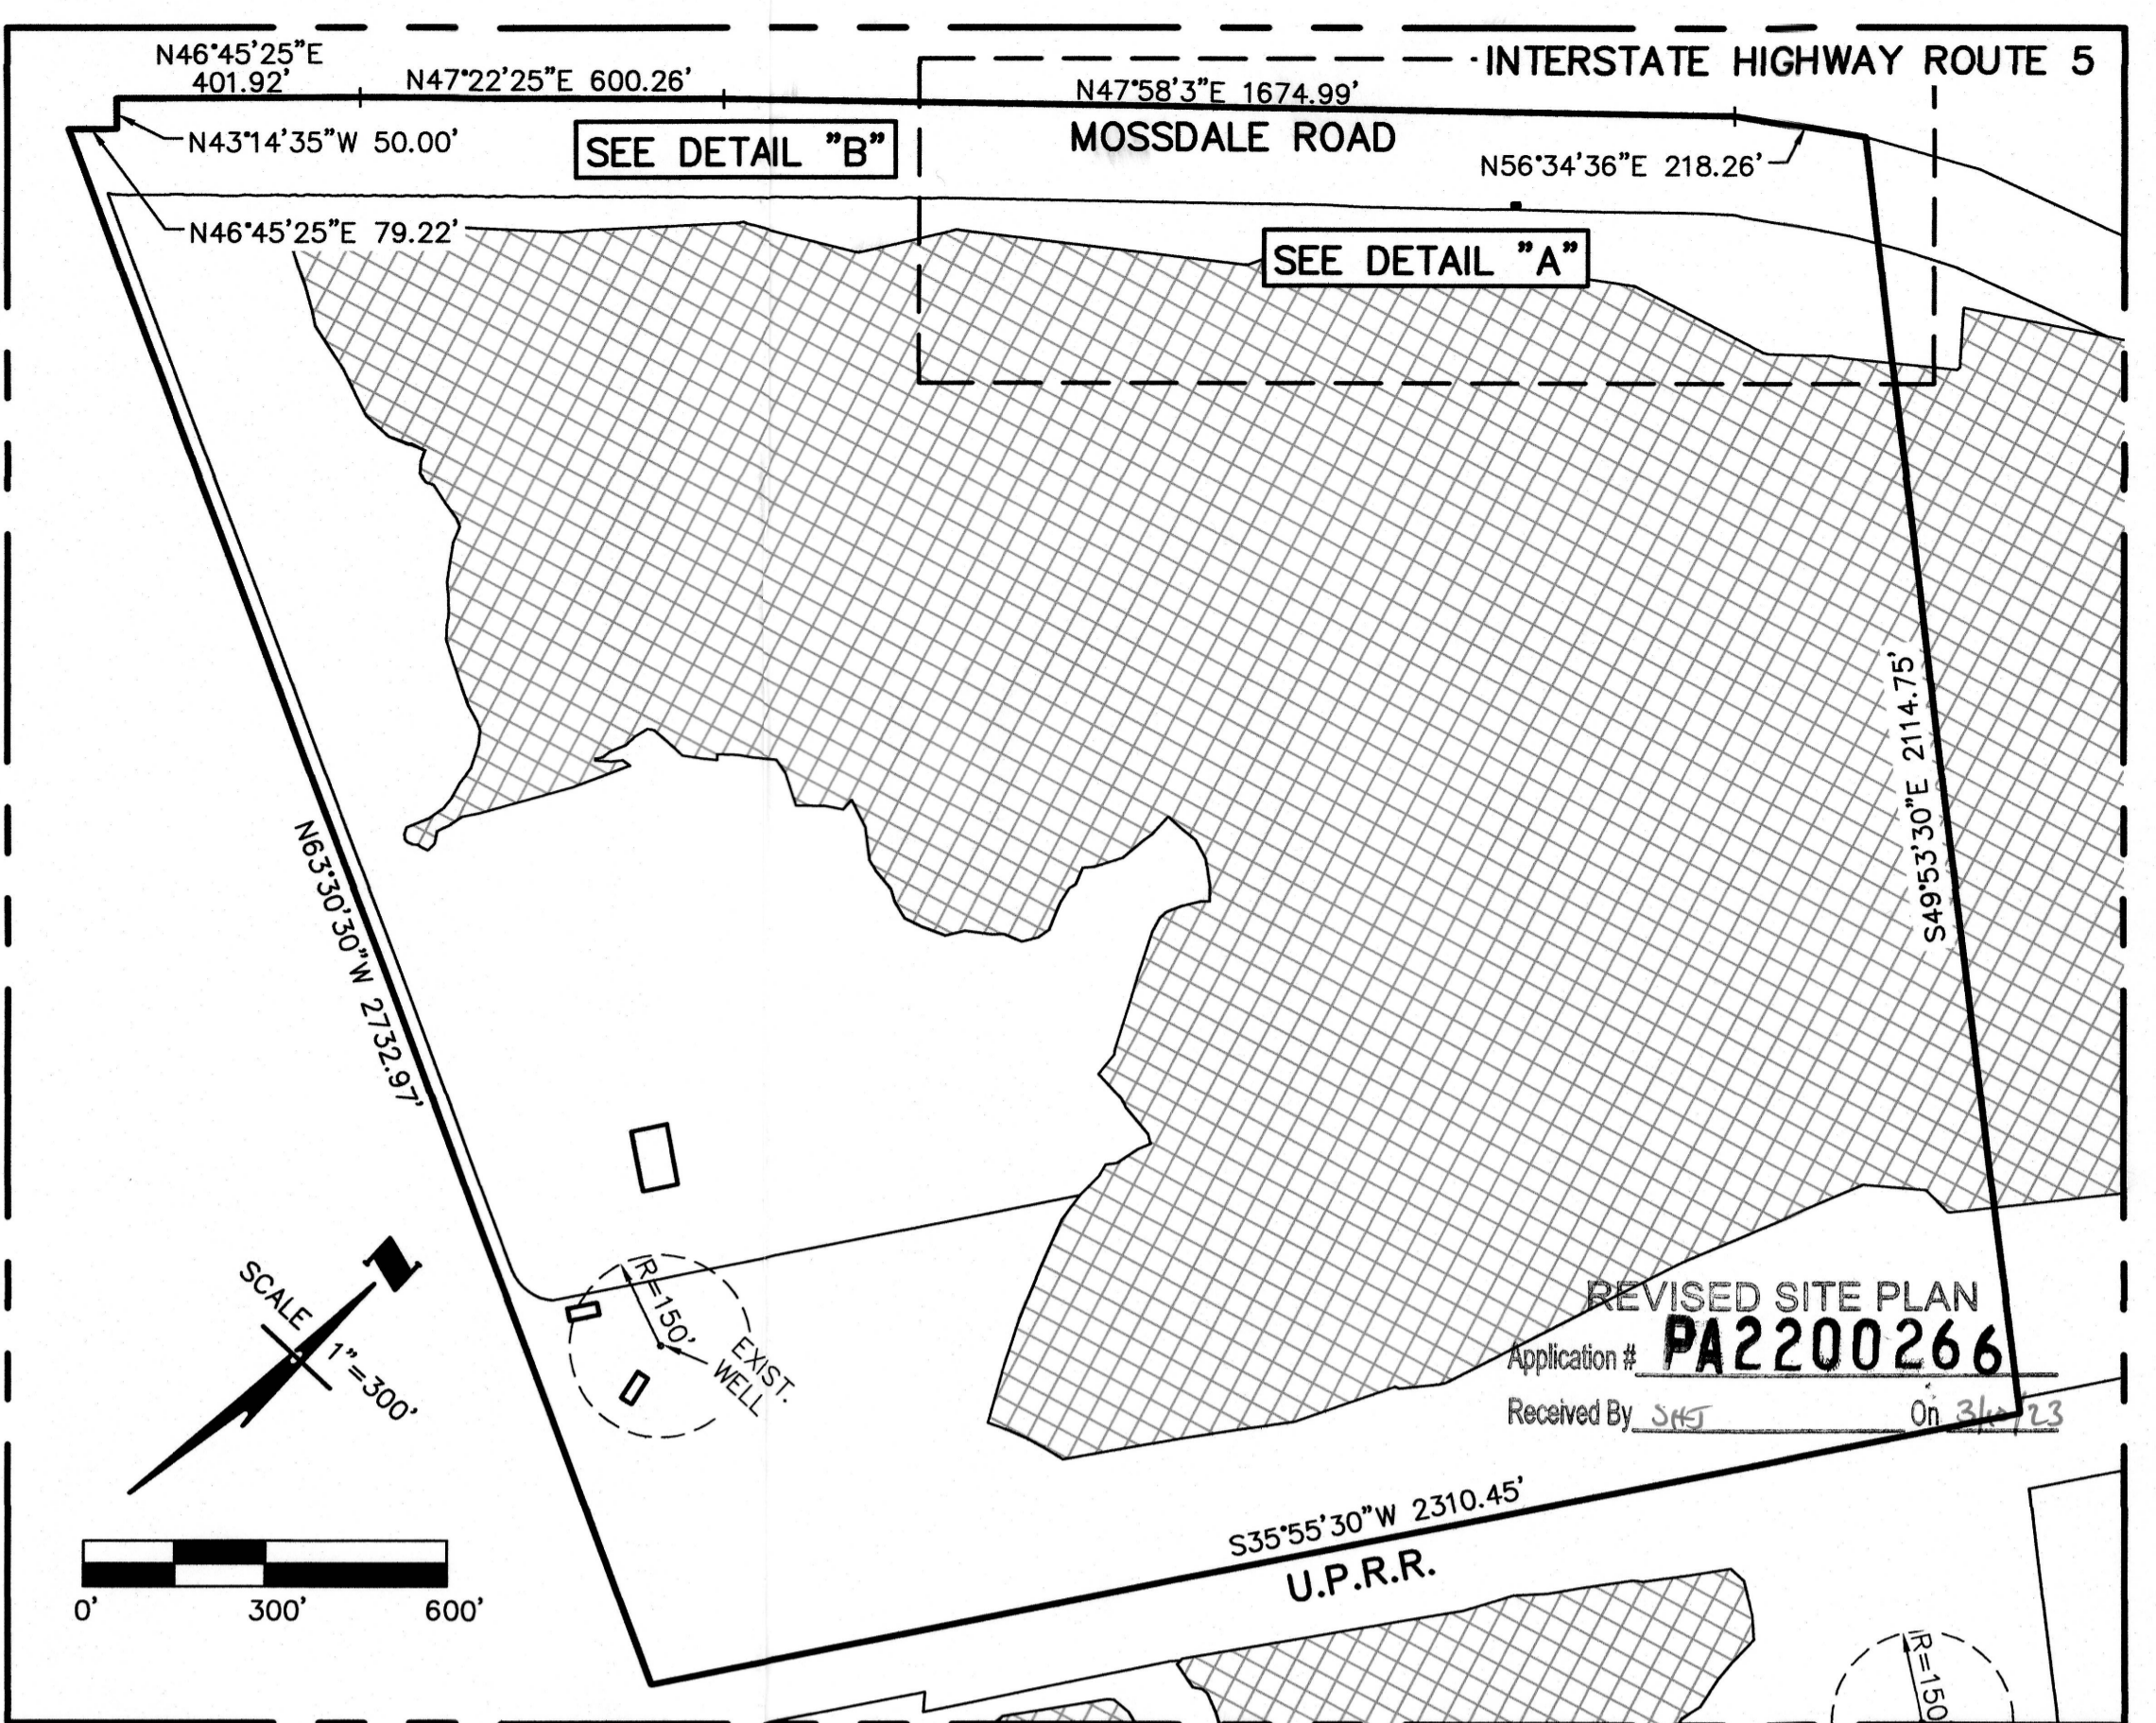 N46°45'25"E
401.92'
N47°22'25"E 600.26'
INTERSTATE HIGHWAY ROUTE 5
N47°58'3"E 1674.99'
MOSSDALE ROAD
N43°14'35"W 50.00'
SEE DETAIL "B"
N56°34'36"E 218.26'
N46°45'25"E 79.22'
SEE DETAIL "A"
S49°53'30"E 2114.75'
N63°30'30"W 2732.97'
SCALE
1"=300'
R=150'
EXIST.
WELL
REVISED SITE PLAN
Application # PA2200266
Received By SHJ On
S35°55'30"W 2310.45'
U.P.R.R.
0' 300' 600'
R=150